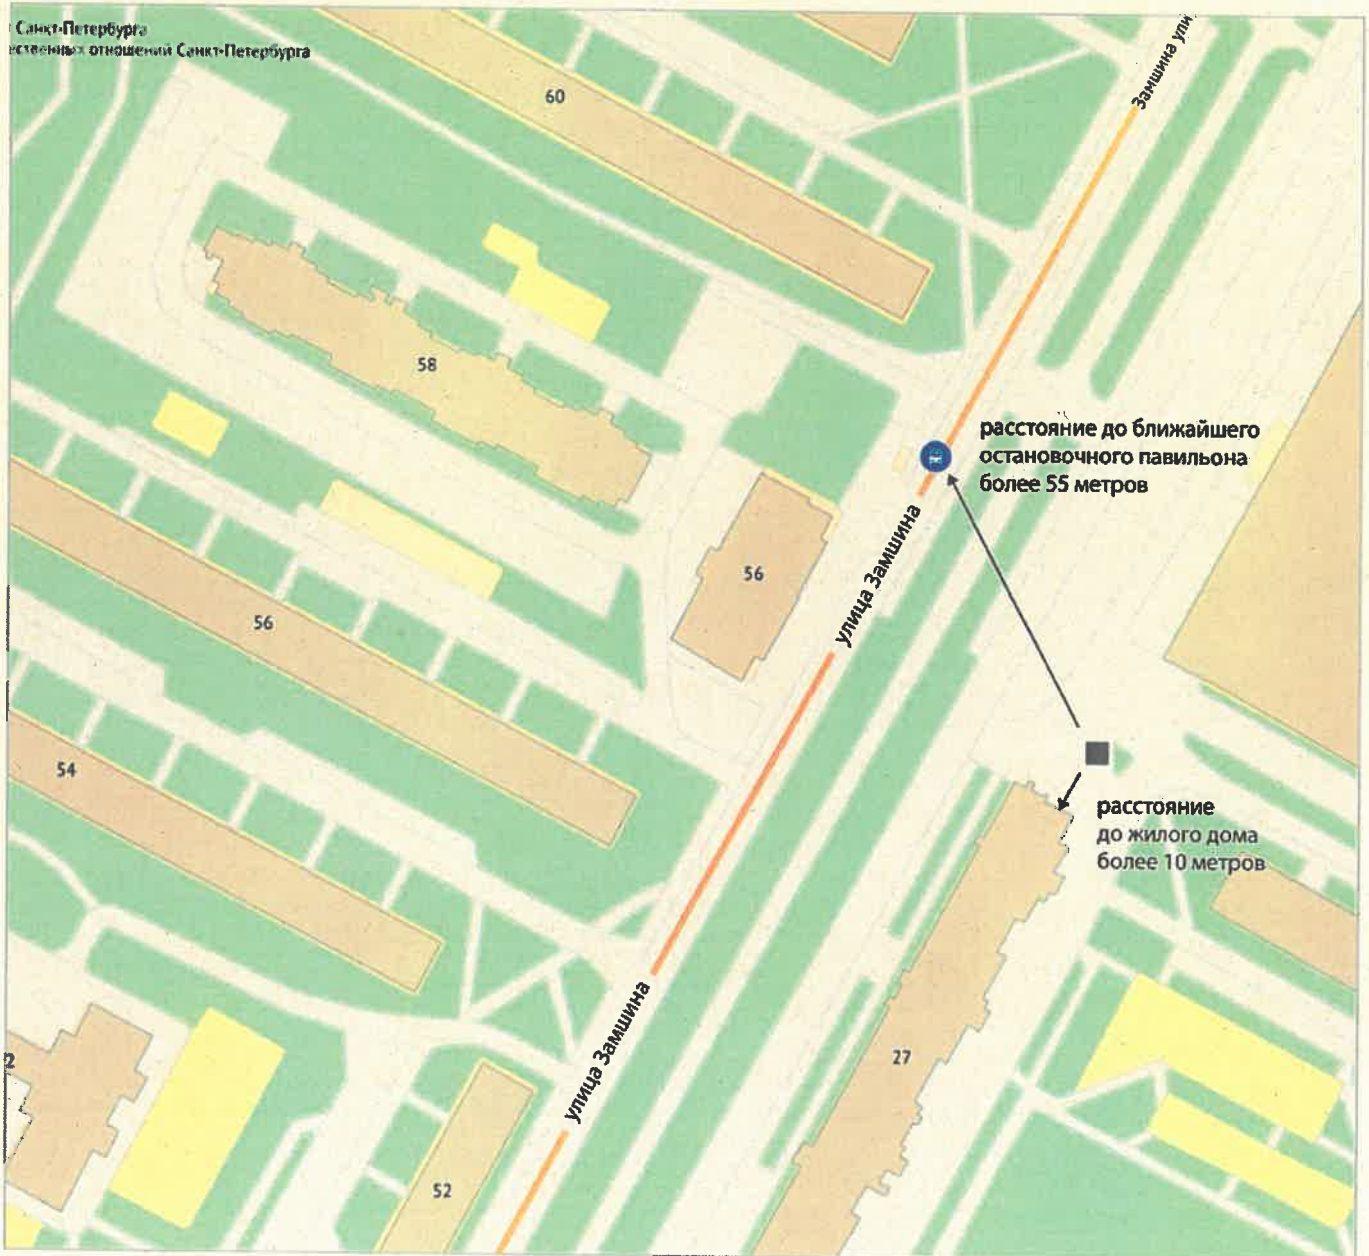 Санкт-Петербурга
ественных отношений Санкт-Петербурга
Замшина ули
60
58
расстояние до ближайшего
остановочного павильона
более 55 метров
улица Замшина
56
56
54
расстояние
до жилого дома
более 10 метров
улица Замшина
27
2
52